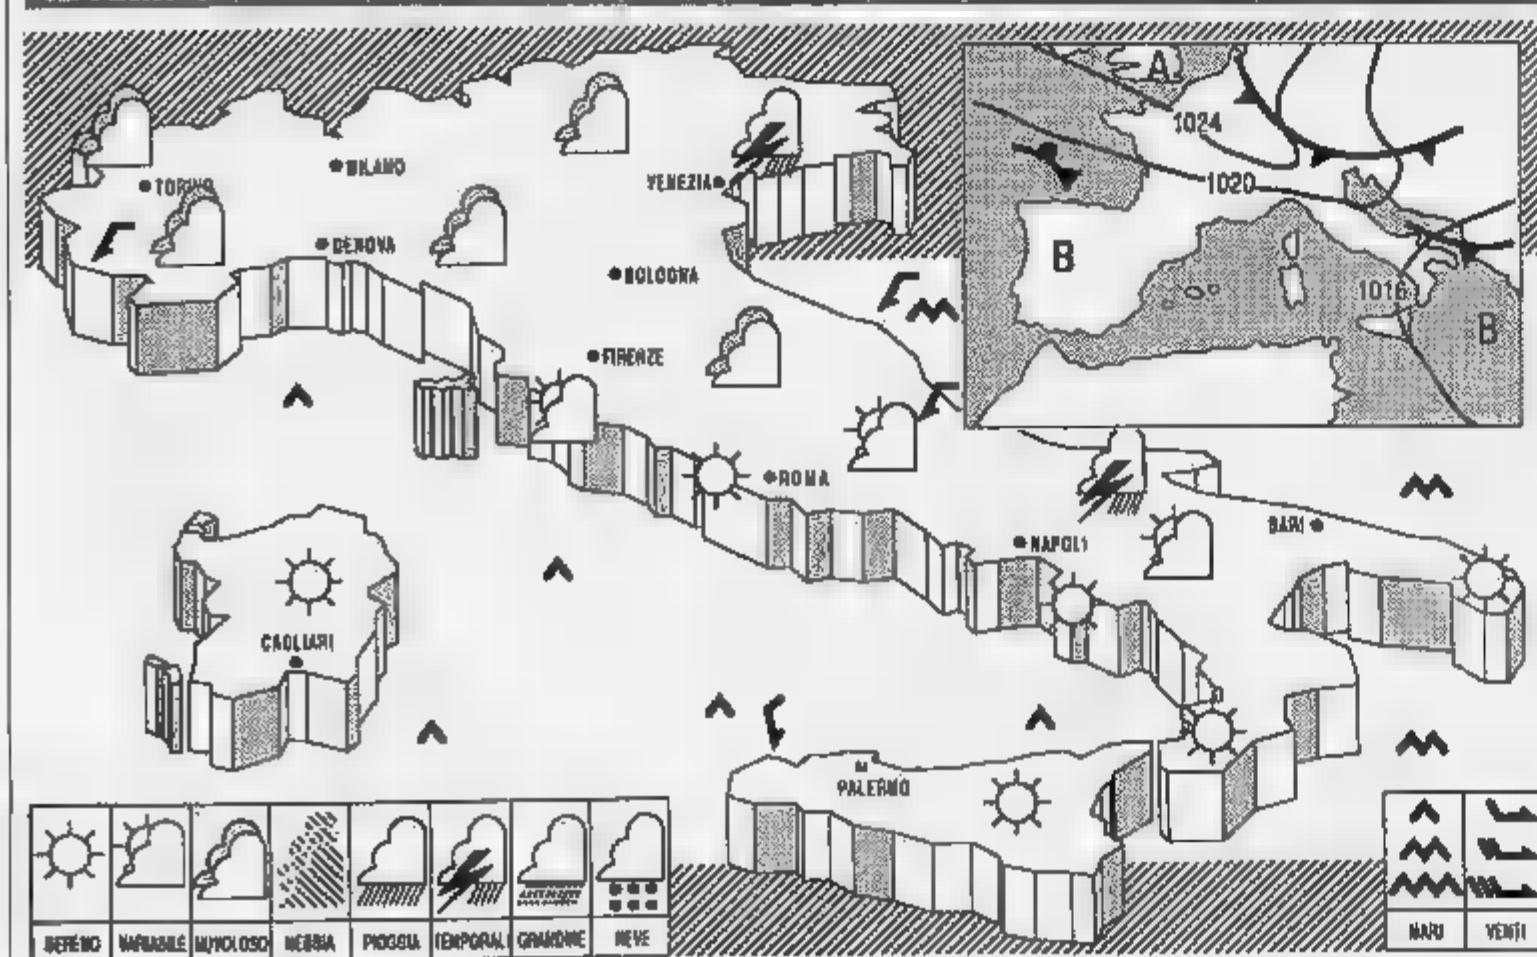 A
1024
1020
B
1016
B
MILANO
TORINO
VENEZIA
GENOVA
BOLOGNA
FIRENZE
ROMA
NAPOLI
BARI
CAGLIARI
PALERMO
SERENO VARIABILE NUVOLOSO NEBBIA PIOGGIA TEMPORALI GRANDINE NEVE
MARI VENTI